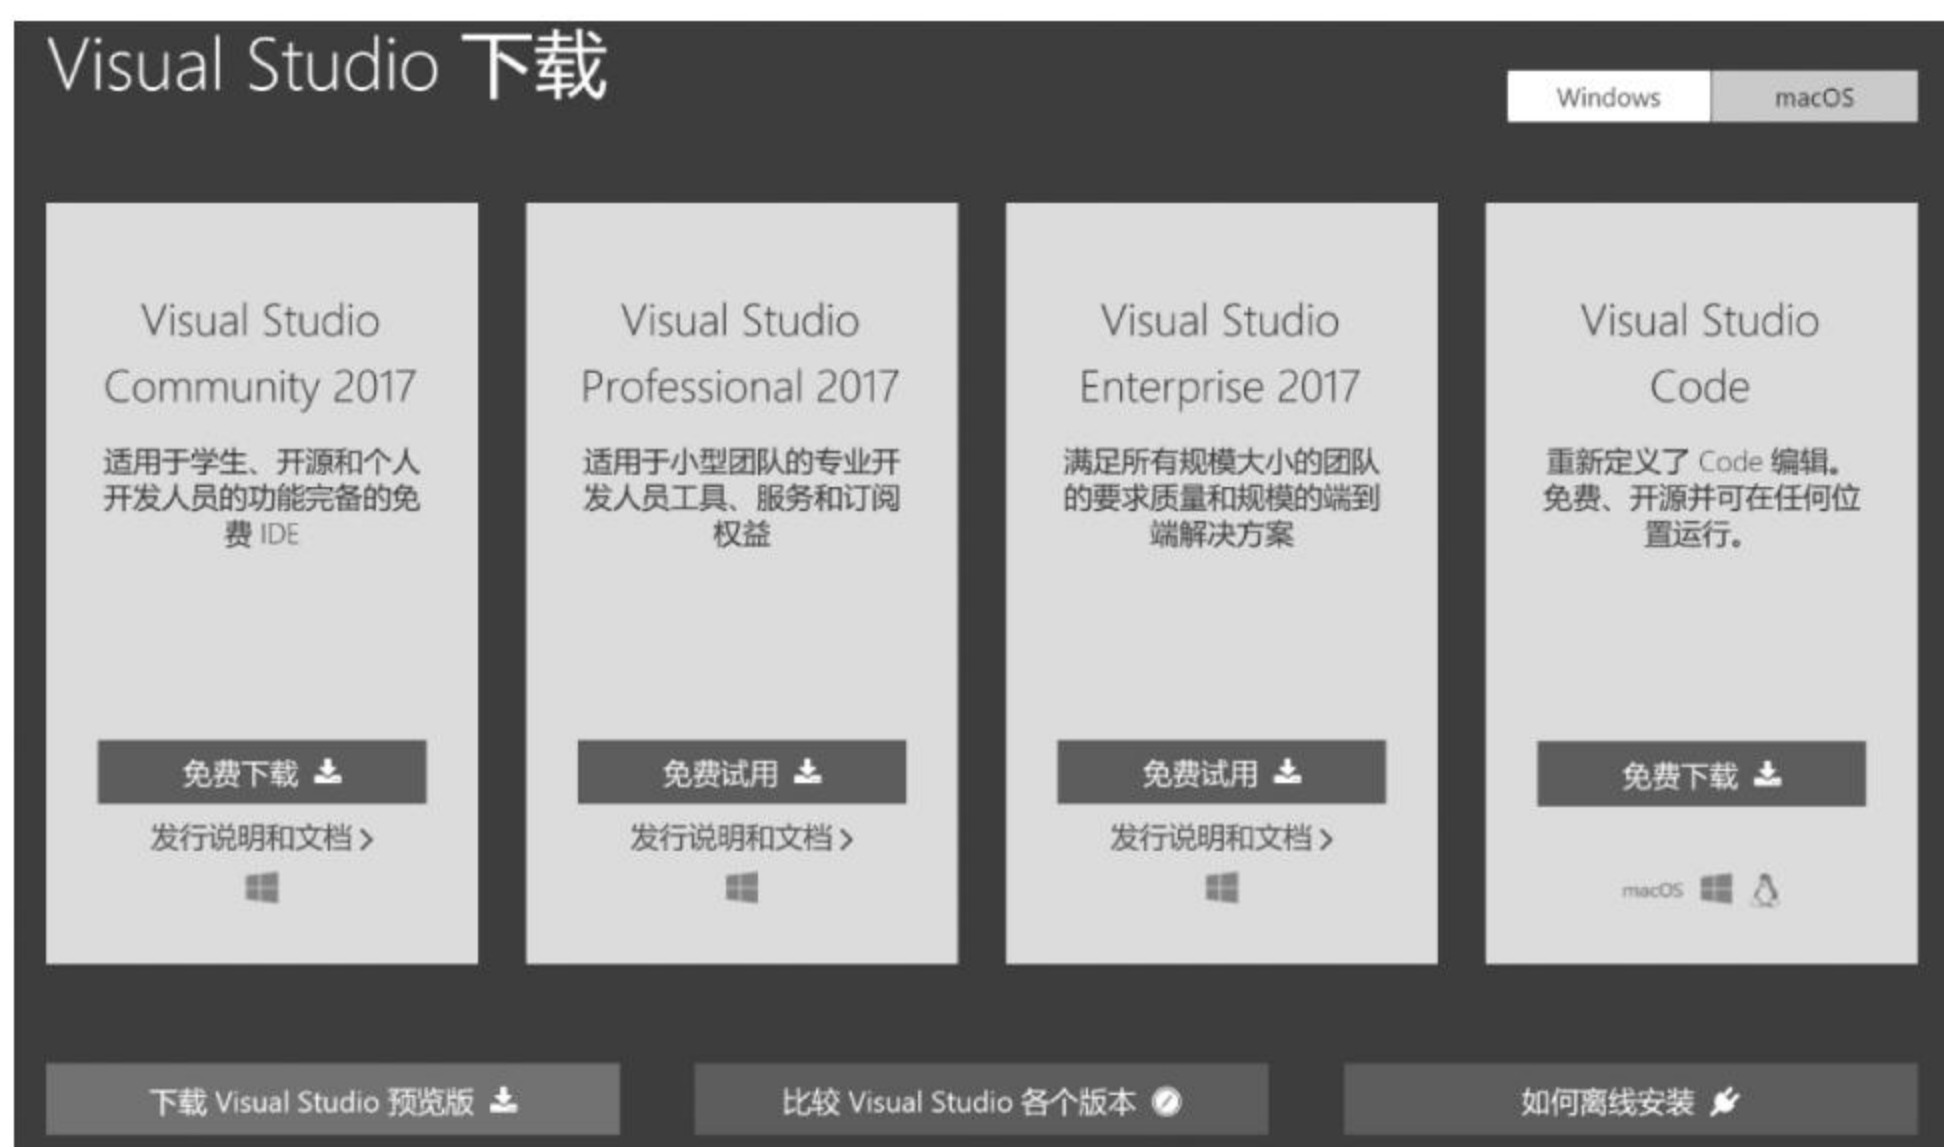 Visual Studio 下载
Windows
macOS
Visual Studio
Community 2017
适用于学生、开源和个人
开发人员的功能完备的免
费 IDE
免费下载
发行说明和文档
Visual Studio
Professional 2017
适用于小型团队的专业开
发人员工具、服务和订阅
权益
免费试用
发行说明和文档
Visual Studio
Enterprise 2017
满足所有规模大小的团队
的要求质量和规模的端到
端解决方案
免费试用
发行说明和文档
Visual Studio
Code
重新定义了 Code 编辑。
免费、开源并可在任何位
置运行。
免费下载
macOS
下载 Visual Studio 预览版
比较 Visual Studio 各个版本
如何离线安装